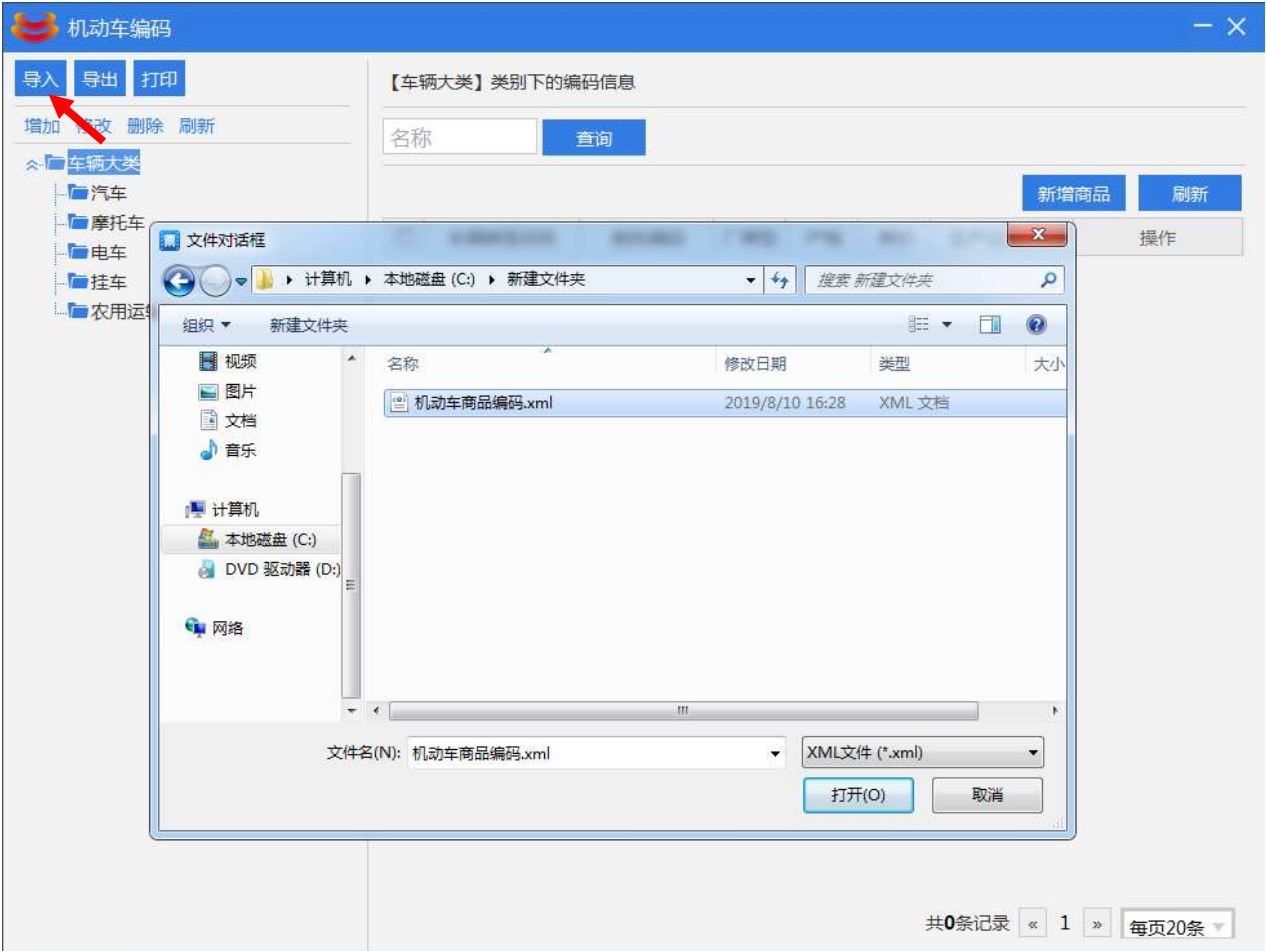 机动车编码
导入 导出 打印
【车辆大类】类别下的编码信息
增加 修改 删除 刷新
名称 查询
车辆大类
汽车
新增商品 刷新
摩托车
电车
挂车
农用运
操作
文件对话框
计算机 本地磁盘 (C:) 新建文件夹
搜索 新建文件夹
组织 新建文件夹
视频
图片
文档
音乐
计算机
本地磁盘 (C:)
DVD 驱动器 (D:)
网络
名称 修改日期 类型 大小
机动车商品编码.xml 2019/8/10 16:28 XML 文档
文件名(N): 机动车商品编码.xml XML文件 (*.xml)
打开(O) 取消
共0条记录 « 1 » 每页20条